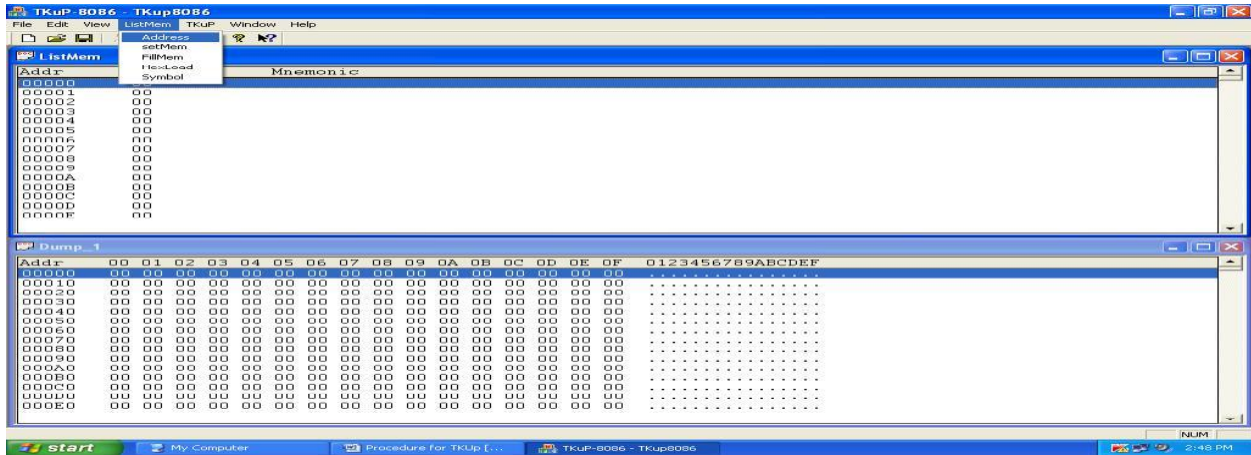 TKuP-8086 - TKup8086
File Edit View ListMem TKuP Window Help
Address
setMem
FillMem
HexLoad
Symbol
ListMem
Addr Mnemonic
00000 00
00001 00
00002 00
00003 00
00004 00
00005 00
00006 00
00007 00
00008 00
00009 00
0000A 00
0000B 00
0000C 00
0000D 00
0000E 00
Dump_1
Addr 00 01 02 03 04 05 06 07 08 09 0A 0B 0C 0D 0E 0F 0123456789ABCDEF
00000 00 00 00 00 00 00 00 00 00 00 00 00 00 00 00 00 ................
00010 00 00 00 00 00 00 00 00 00 00 00 00 00 00 00 00 ................
00020 00 00 00 00 00 00 00 00 00 00 00 00 00 00 00 00 ................
00030 00 00 00 00 00 00 00 00 00 00 00 00 00 00 00 00 ................
00040 00 00 00 00 00 00 00 00 00 00 00 00 00 00 00 00 ................
00050 00 00 00 00 00 00 00 00 00 00 00 00 00 00 00 00 ................
00060 00 00 00 00 00 00 00 00 00 00 00 00 00 00 00 00 ................
00070 00 00 00 00 00 00 00 00 00 00 00 00 00 00 00 00 ................
00080 00 00 00 00 00 00 00 00 00 00 00 00 00 00 00 00 ................
00090 00 00 00 00 00 00 00 00 00 00 00 00 00 00 00 00 ................
000A0 00 00 00 00 00 00 00 00 00 00 00 00 00 00 00 00 ................
000B0 00 00 00 00 00 00 00 00 00 00 00 00 00 00 00 00 ................
000C0 00 00 00 00 00 00 00 00 00 00 00 00 00 00 00 00 ................
000D0 00 00 00 00 00 00 00 00 00 00 00 00 00 00 00 00 ................
000E0 00 00 00 00 00 00 00 00 00 00 00 00 00 00 00 00 ................
NUM
start My Computer Procedure for TKUp [... TKuP-8086 - TKup8086 2:48 PM